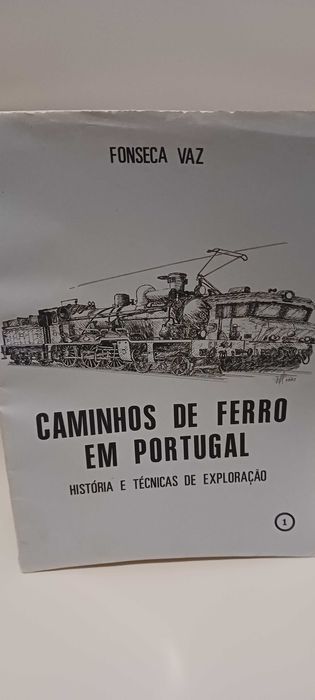 FONSECA VAZ
CAMINHOS DE FERRO
EM PORTUGAL
HISTÓRIA E TÉCNICAS DE EXPLORAÇÃO
1